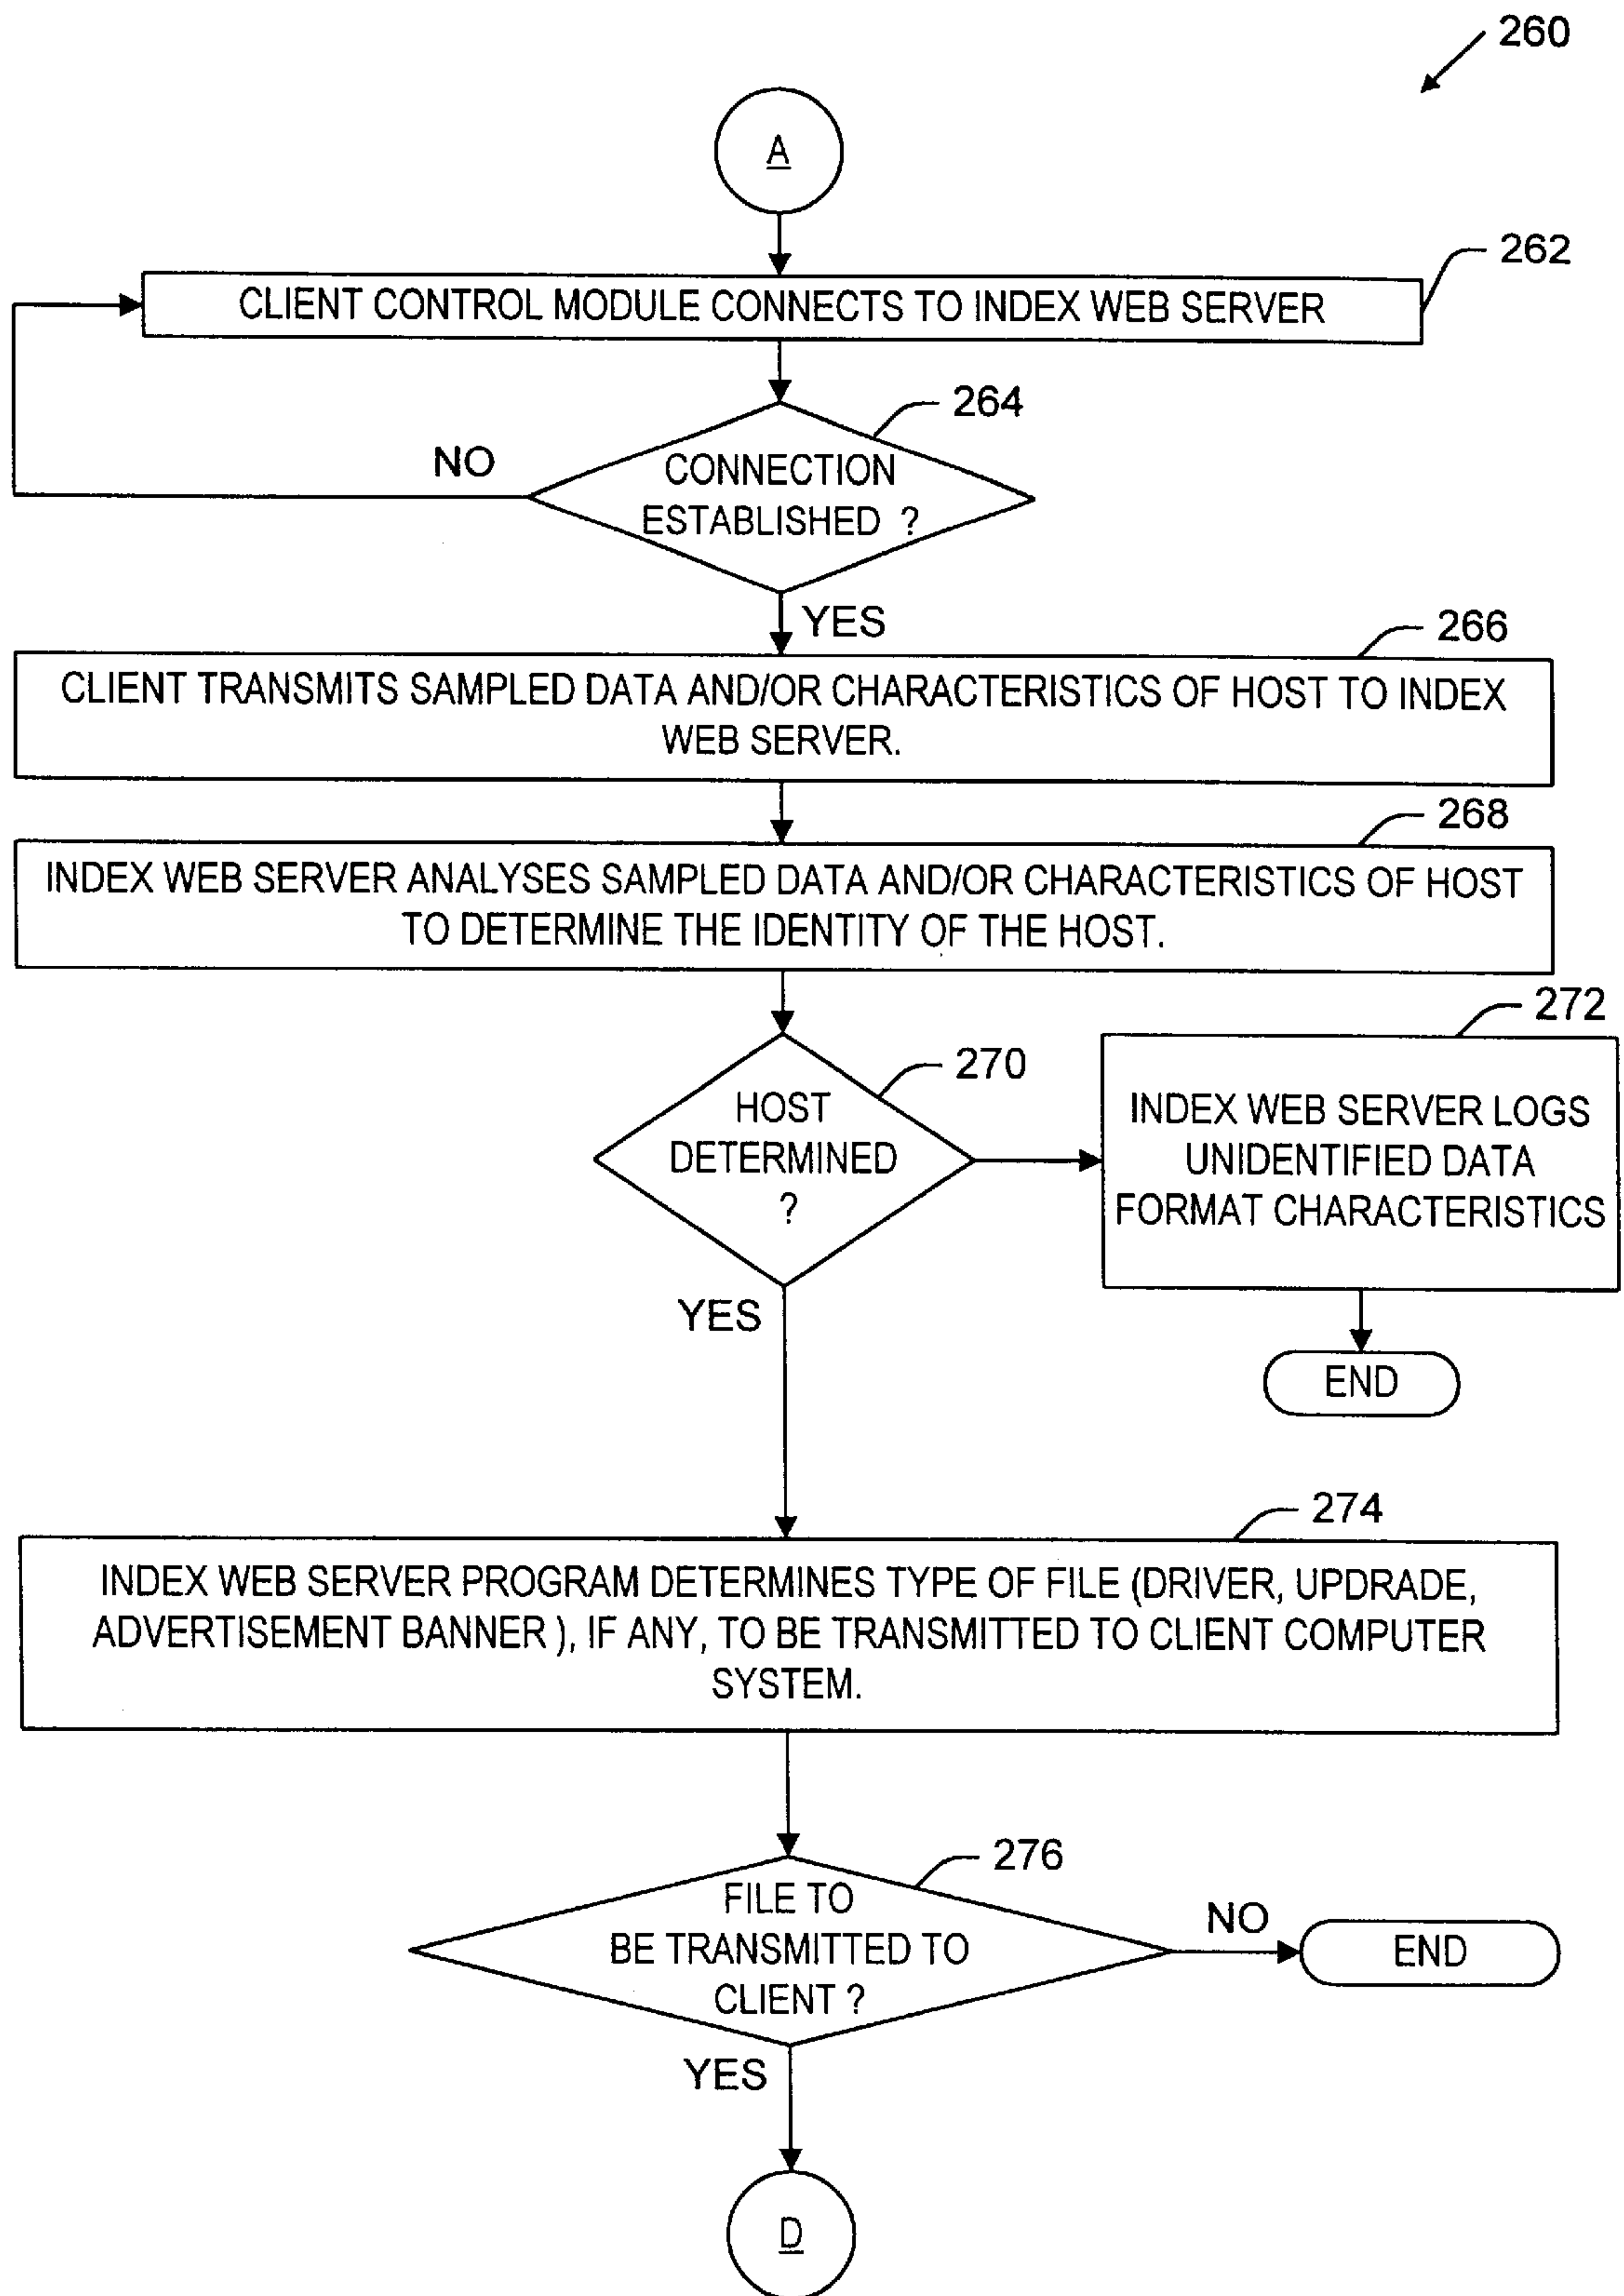 260
A
262
CLIENT CONTROL MODULE CONNECTS TO INDEX WEB SERVER
264
NO
CONNECTION
ESTABLISHED ?
YES
266
CLIENT TRANSMITS SAMPLED DATA AND/OR CHARACTERISTICS OF HOST TO INDEX
WEB SERVER.
268
INDEX WEB SERVER ANALYSES SAMPLED DATA AND/OR CHARACTERISTICS OF HOST
TO DETERMINE THE IDENTITY OF THE HOST.
270
HOST
DETERMINED
?
272
INDEX WEB SERVER LOGS
UNIDENTIFIED DATA
FORMAT CHARACTERISTICS
YES
END
274
INDEX WEB SERVER PROGRAM DETERMINES TYPE OF FILE (DRIVER, UPDRADE,
ADVERTISEMENT BANNER ), IF ANY, TO BE TRANSMITTED TO CLIENT COMPUTER
SYSTEM.
276
FILE TO
BE TRANSMITTED TO
CLIENT ?
NO
END
YES
D